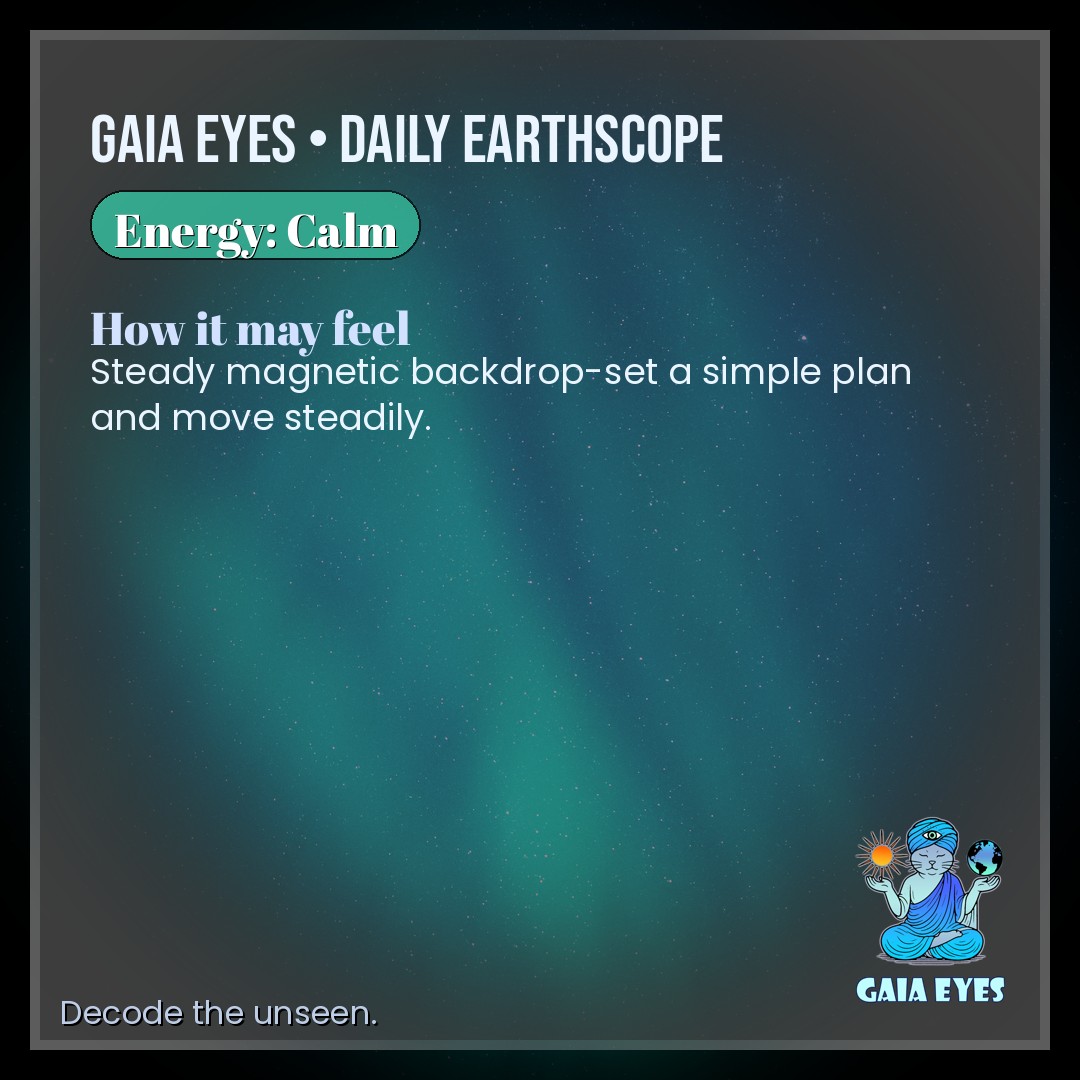 GAIA EYES • DAILY EARTHSCOPE
Energy: Calm
How it may feel
Steady magnetic backdrop-set a simple plan
and move steadily.
GAIA EYES
Decode the unseen.